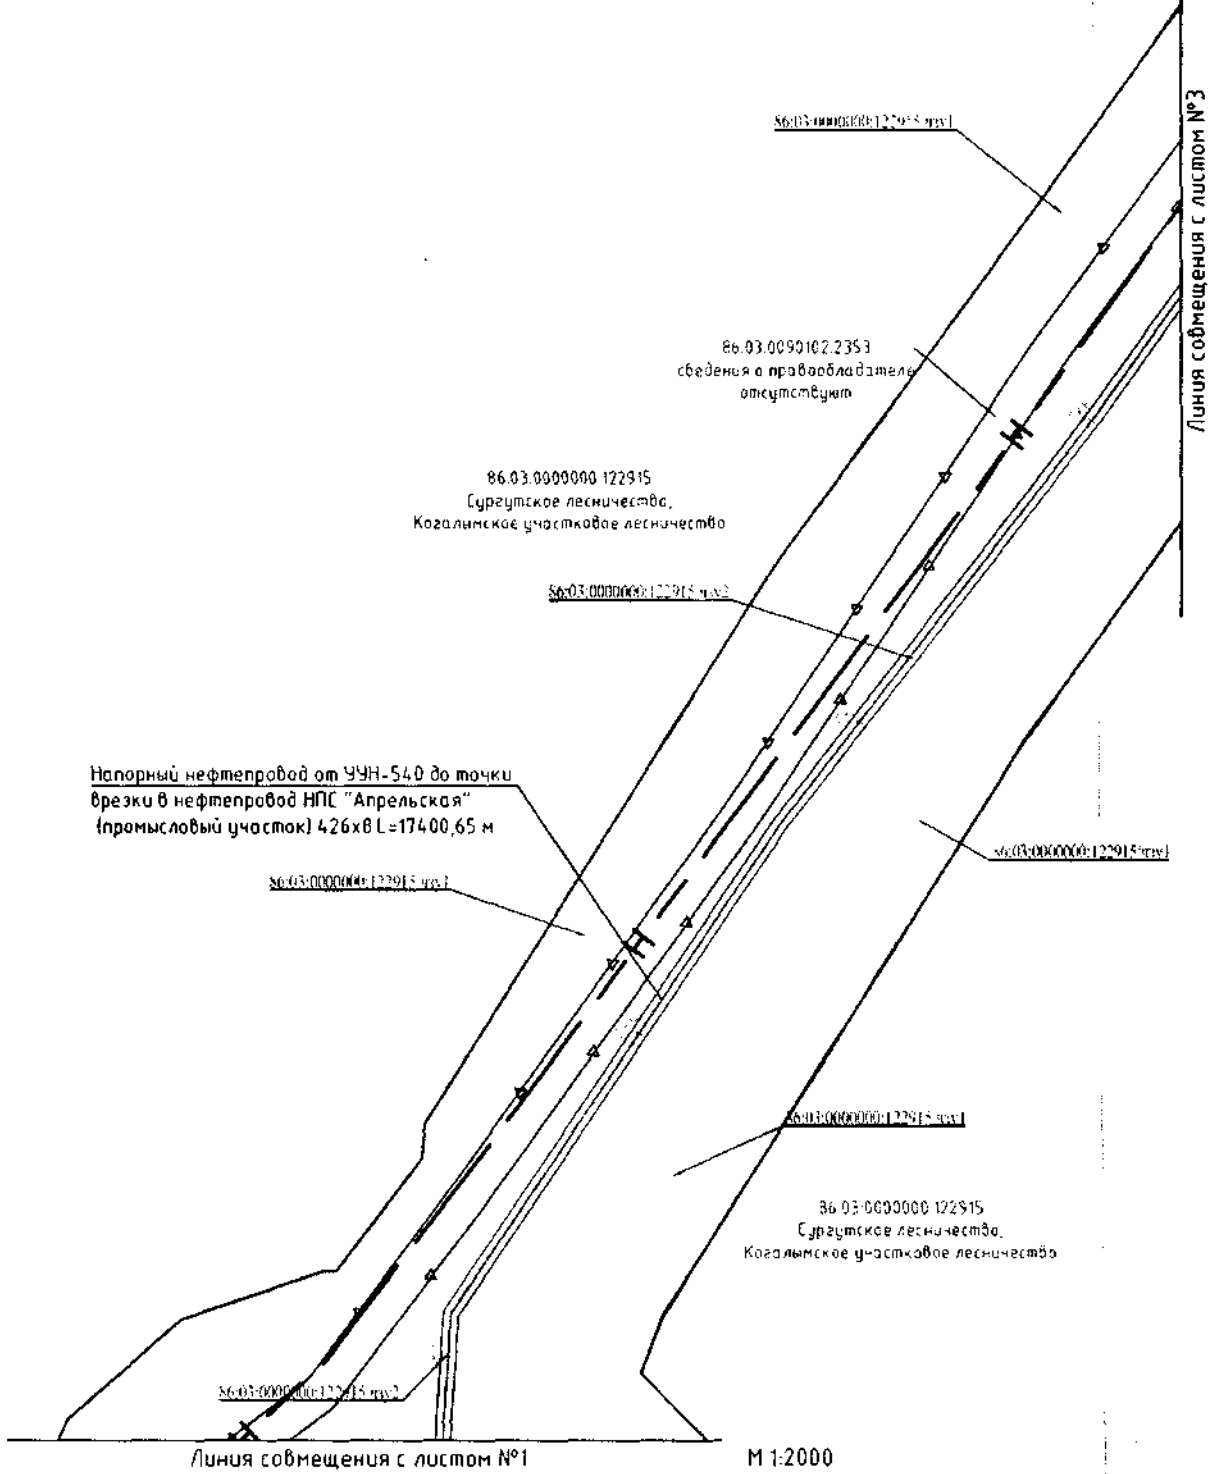 86:03:0000000:122915:чзу1
Линия совмещения с листом №3
86.03.0090102.2353
сведения о правообладателе
отсутствуют
86.03.0000000 122915
Сургутское лесничество,
Когалымское участковое лесничество
86:03:0000000:122915:чзу2
Напорный нефтепровод от УУН-540 до точки
врезки в нефтепровод НПС "Апрельская"
(промысловый участок) 426х8 L=17400,65 м
86:03:0000000:122915:чзу1
86:03:0000000:122915:чзу1
86:03:0000000:122915:чзу1
86 03:0000000 122915
Сургутское лесничество,
Когалымское участковое лесничество
86:03:0000000:122915:чзу2
Линия совмещения с листом №1
М 1:2000